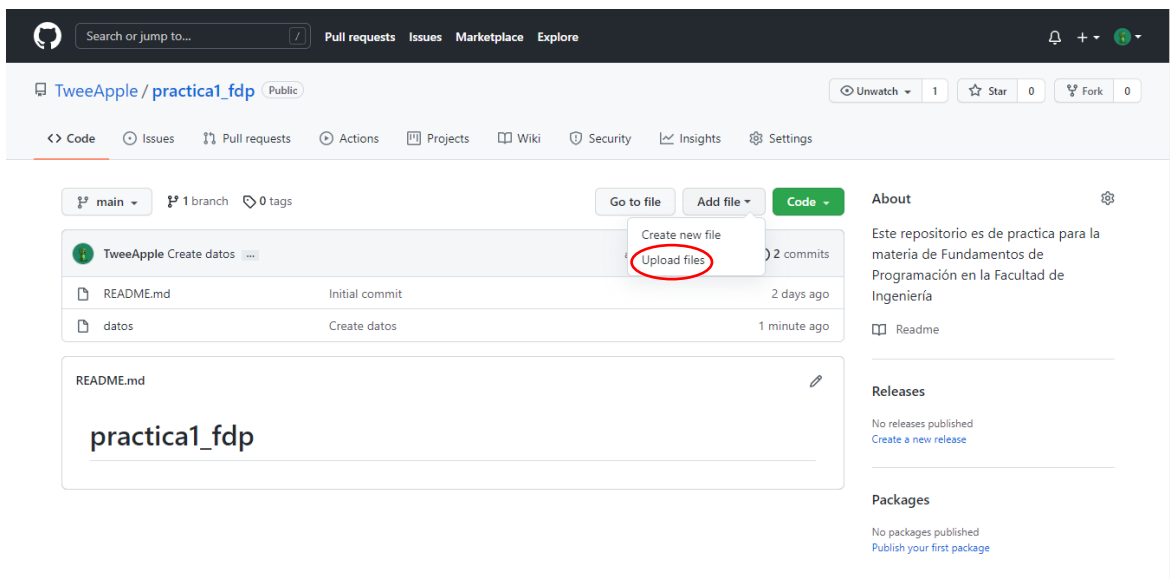 Search or jump to... /
Pull requests Issues Marketplace Explore
TweeApple / practica1_fdp Public
Unwatch 1 Star 0 Fork 0
Code Issues Pull requests Actions Projects Wiki Security Insights Settings
main 1 branch 0 tags
Go to file Add file Code
Create new file
Upload files
TweeApple Create datos ...
2 commits
README.md Initial commit 2 days ago
datos Create datos 1 minute ago
README.md
practica1_fdp
About
Este repositorio es de practica para la
materia de Fundamentos de
Programación en la Facultad de
Ingeniería
Readme
Releases
No releases published
Create a new release
Packages
No packages published
Publish your first package